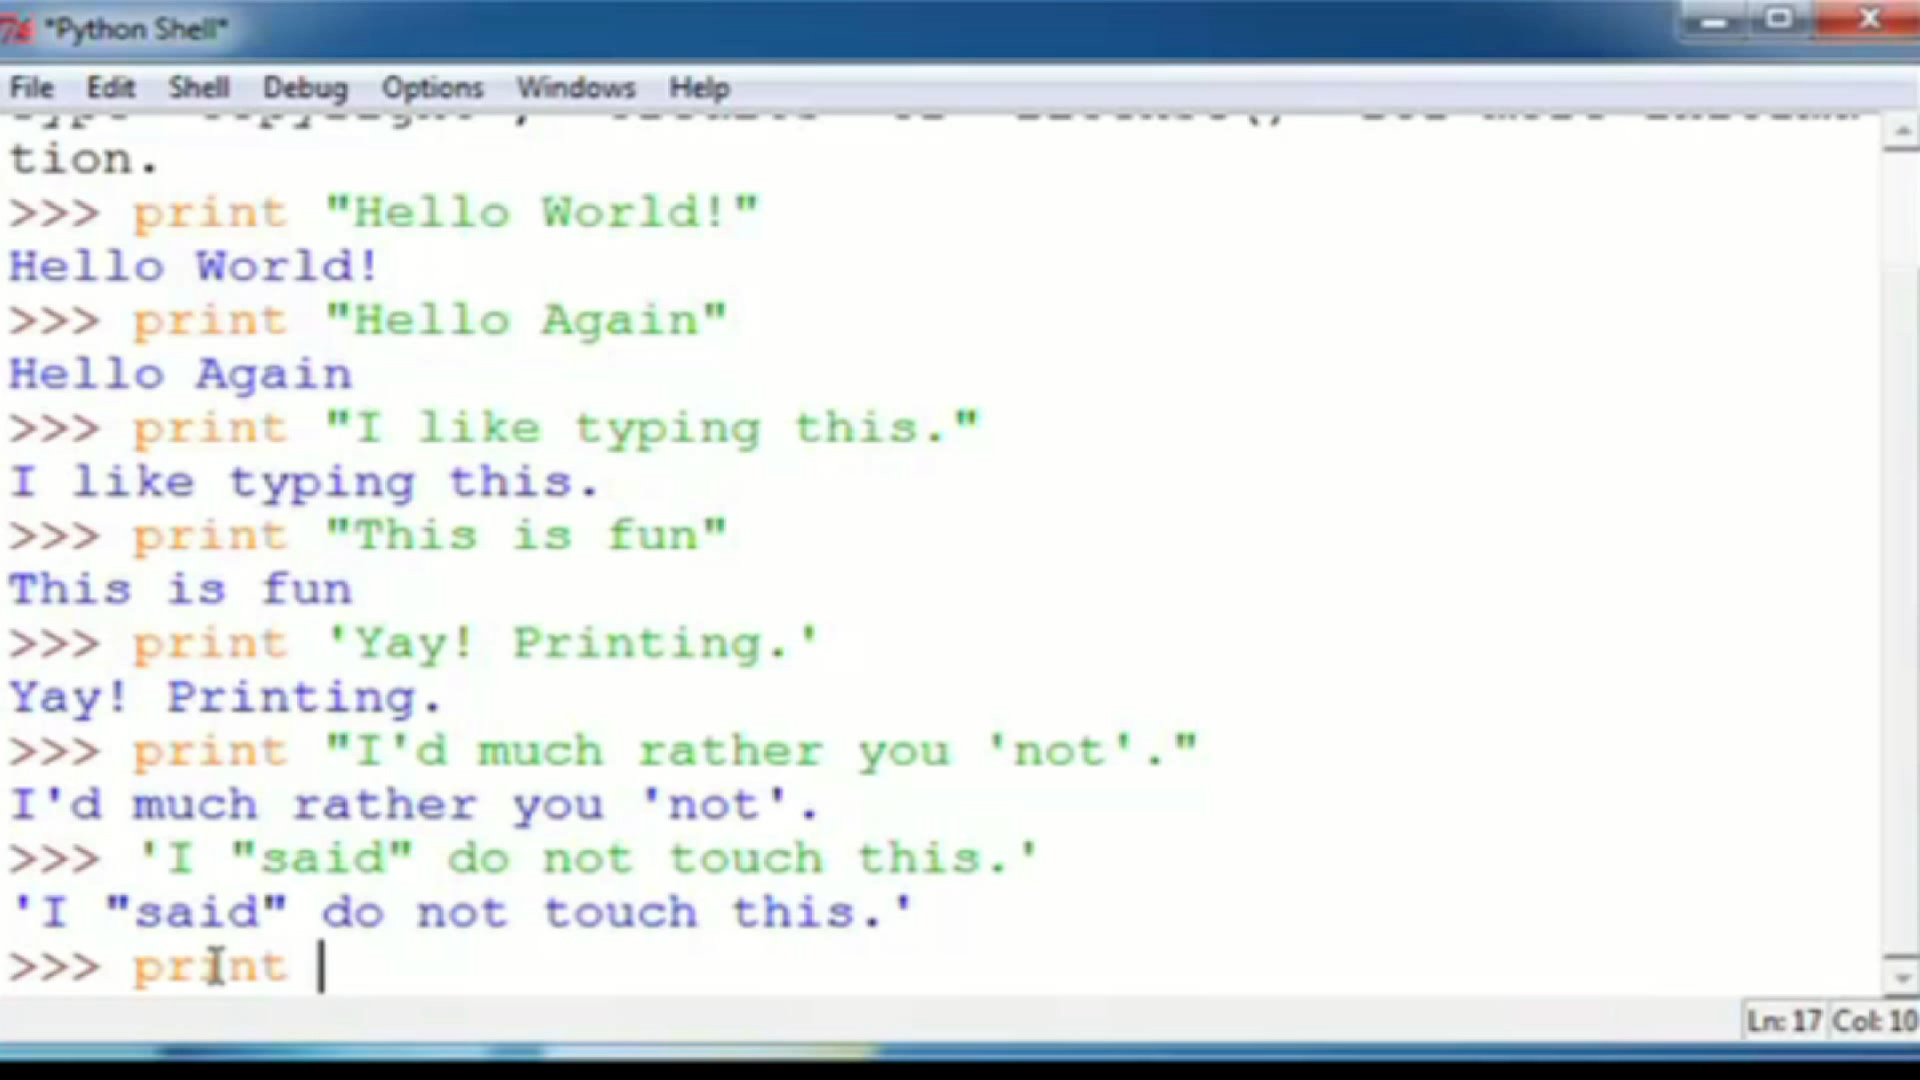 *Python Shell*
File Edit Shell Debug Options Windows Help
tion.
>>> print "Hello World!"
Hello World!
>>> print "Hello Again"
Hello Again
>>> print "I like typing this."
I like typing this.
>>> print "This is fun"
This is fun
>>> print 'Yay! Printing.'
Yay! Printing.
>>> print "I'd much rather you 'not'."
I'd much rather you 'not'.
>>> 'I "said" do not touch this.'
'I "said" do not touch this.'
>>> print
Ln: 17 Col: 10